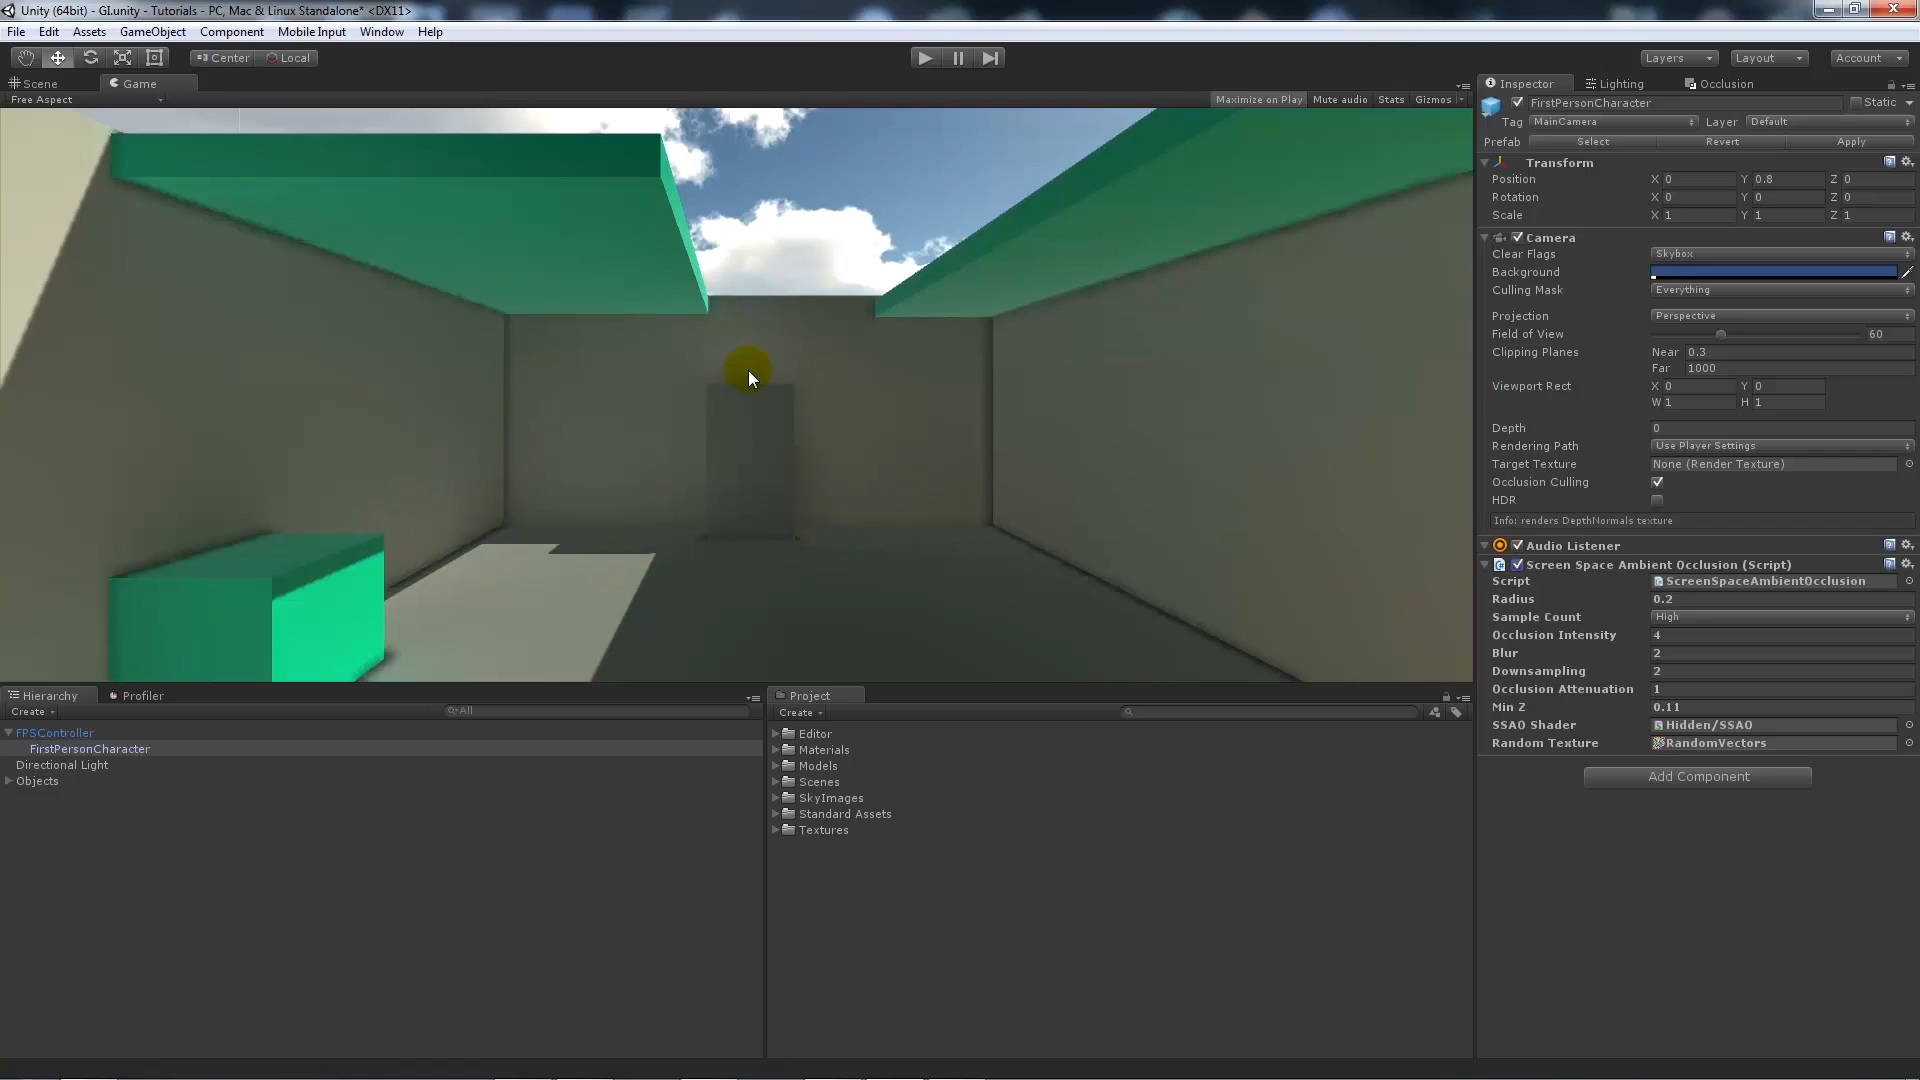 Unity (64bit) - GI.unity - Tutorials - PC, Mac & Linux Standalone* <DX11>
File Edit Assets GameObject Component Mobile Input Window Help
Center Local Layers Layout Account
Scene Game
Free Aspect Maximize on Play Mute audio Stats Gizmos
Inspector Lighting Occlusion
FirstPersonCharacter Static
Tag MainCamera Layer Default
Prefab Select Revert Apply
Transform
Position X 0 Y 0.8 Z 0
Rotation X 0 Y 0 Z 0
Scale X 1 Y 1 Z 1
Camera
Clear Flags Skybox
Background
Culling Mask Everything
Projection Perspective
Field of View 60
Clipping Planes Near 0.3
Far 1000
Viewport Rect X 0 Y 0
W 1 H 1
Depth 0
Rendering Path Use Player Settings
Target Texture None (Render Texture)
Occlusion Culling
HDR
Info: renders DepthNormals texture
Audio Listener
Screen Space Ambient Occlusion (Script)
Script ScreenSpaceAmbientOcclusion
Radius 0.2
Sample Count High
Occlusion Intensity 4
Blur 2
Downsampling 2
Occlusion Attenuation 1
Min Z 0.11
SSAO Shader Hidden/SSAO
Random Texture RandomVectors
Add Component
Hierarchy Profiler
Create All
FPSController
FirstPersonCharacter
Directional Light
Objects
Project
Create
Editor
Materials
Models
Scenes
SkyImages
Standard Assets
Textures